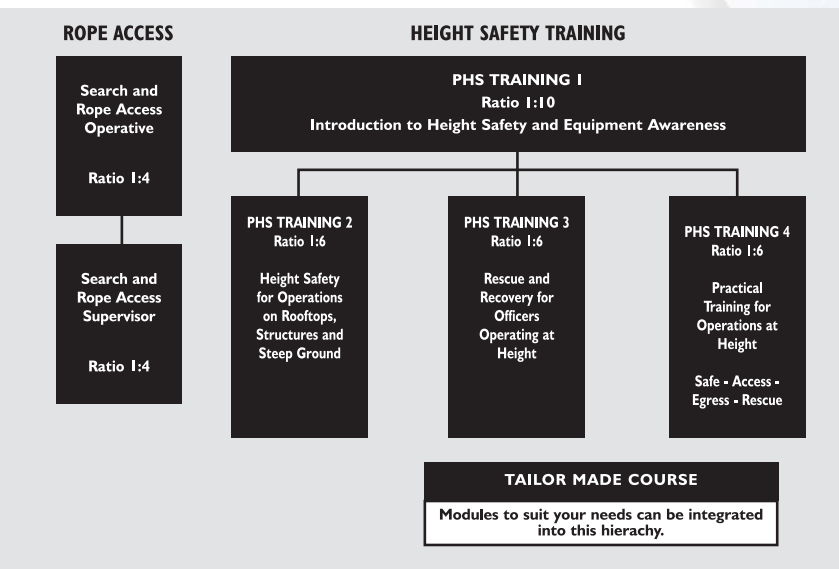 ROPE ACCESS
Search and
Rope Access
Operative
Ratio 1:4
Search and
Rope Access
Supervisor
Ratio 1:4
HEIGHT SAFETY TRAINING
PHS TRAINING 1
Ratio 1:10
Introduction to Height Safety and Equipment Awareness
PHS TRAINING 2
Ratio 1:6
Height Safety
for Operations
on Rooftops,
Structures and
Steep Ground
PHS TRAINING 3
Ratio 1:6
Rescue and
Recovery for
Officers
Operating at
Height
PHS TRAINING 4
Ratio 1:6
Practical
Training for
Operations at
Height
Safe - Access -
Egress - Rescue
TAILOR MADE COURSE
Modules to suit your needs can be integrated
into this hierachy.